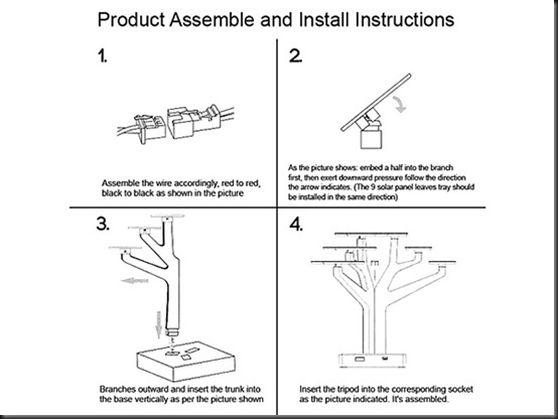 Product Assemble and Install Instructions
1.
Assemble the wire accordingly, red to red,
black to black as shown in the picture
2.
As the picture shows: embed a half into the branch
first, then exert downward pressure follow the direction
the arrow indicates. (The 9 solar panel leaves tray should
be installed in the same direction)
3.
Branches outward and insert the trunk into
the base vertically as per the picture shown
4.
Insert the tripod into the corresponding socket
as the picture indicated. It's assembled.